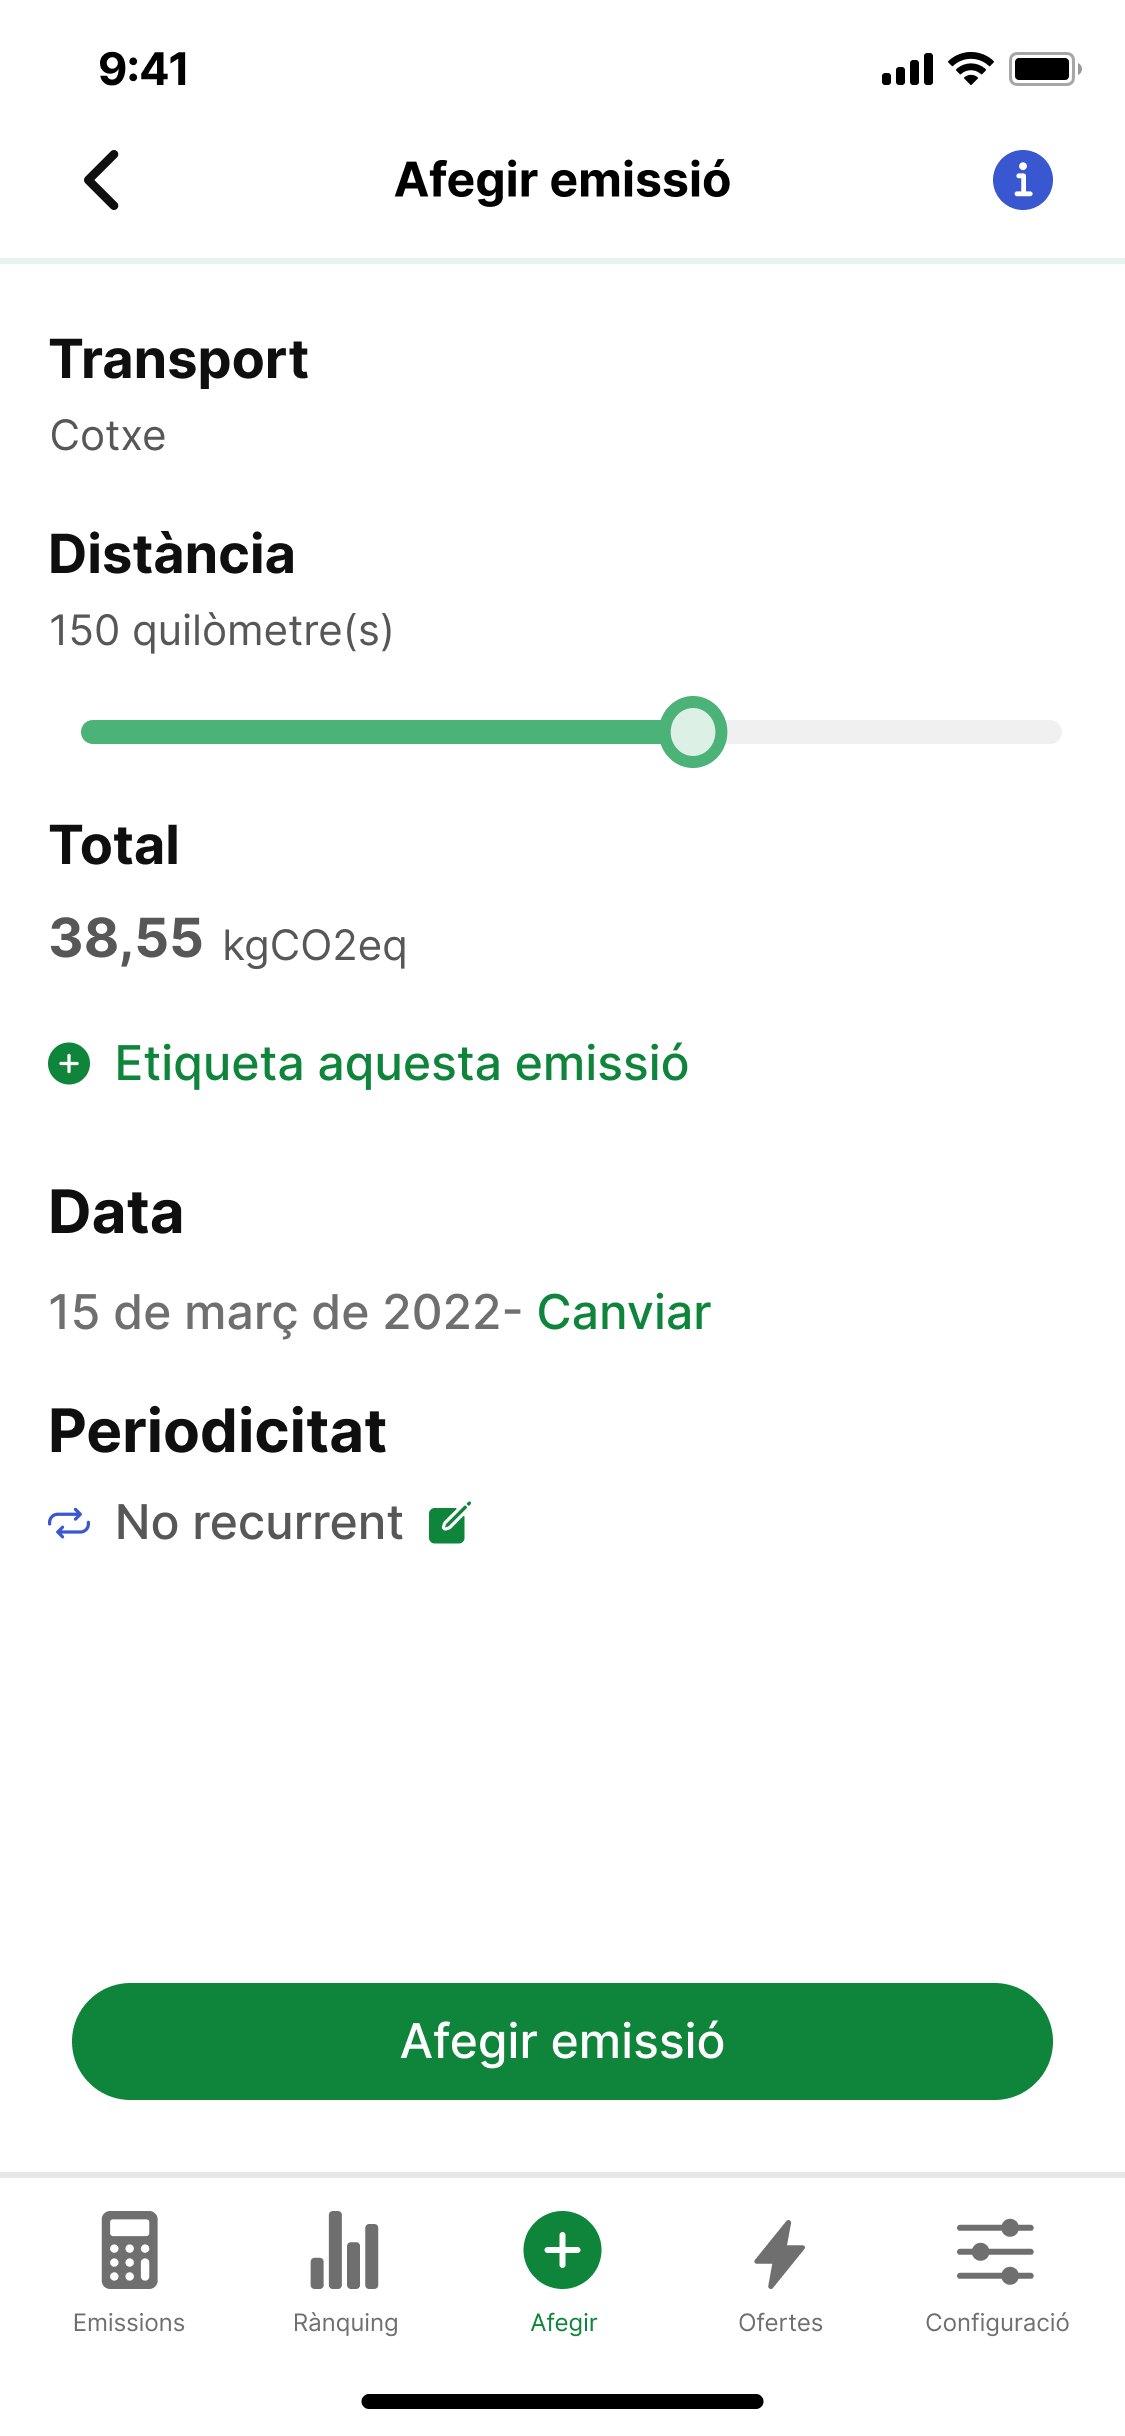 9:41
Afegir emissió
Transport
Cotxe
Distància
150 quilòmetre(s)
Total
38,55 kgCO2eq
Etiqueta aquesta emissió
Data
15 de març de 2022- Canviar
Periodicitat
No recurrent
Afegir emissió
Emissions
Rànquing
Afegir
Ofertes
Configuració